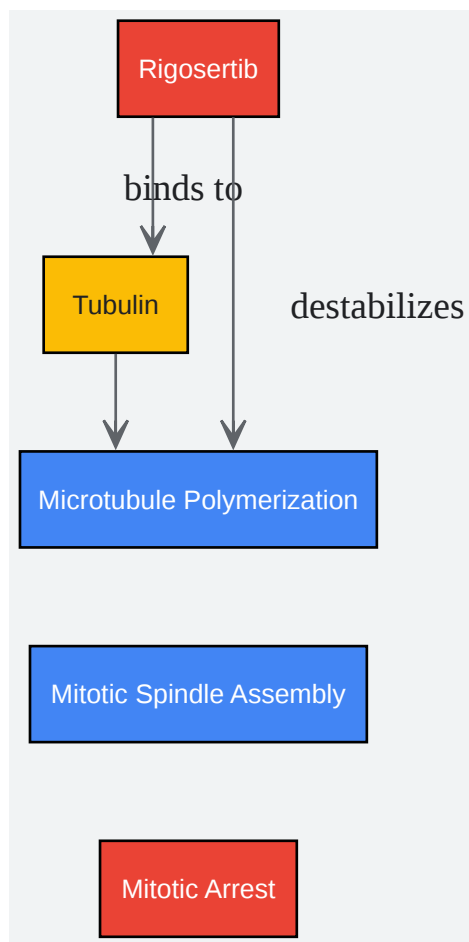 Rigosertib
binds to
Tubulin
destabilizes
Microtubule Polymerization
Mitotic Spindle Assembly
Mitotic Arrest